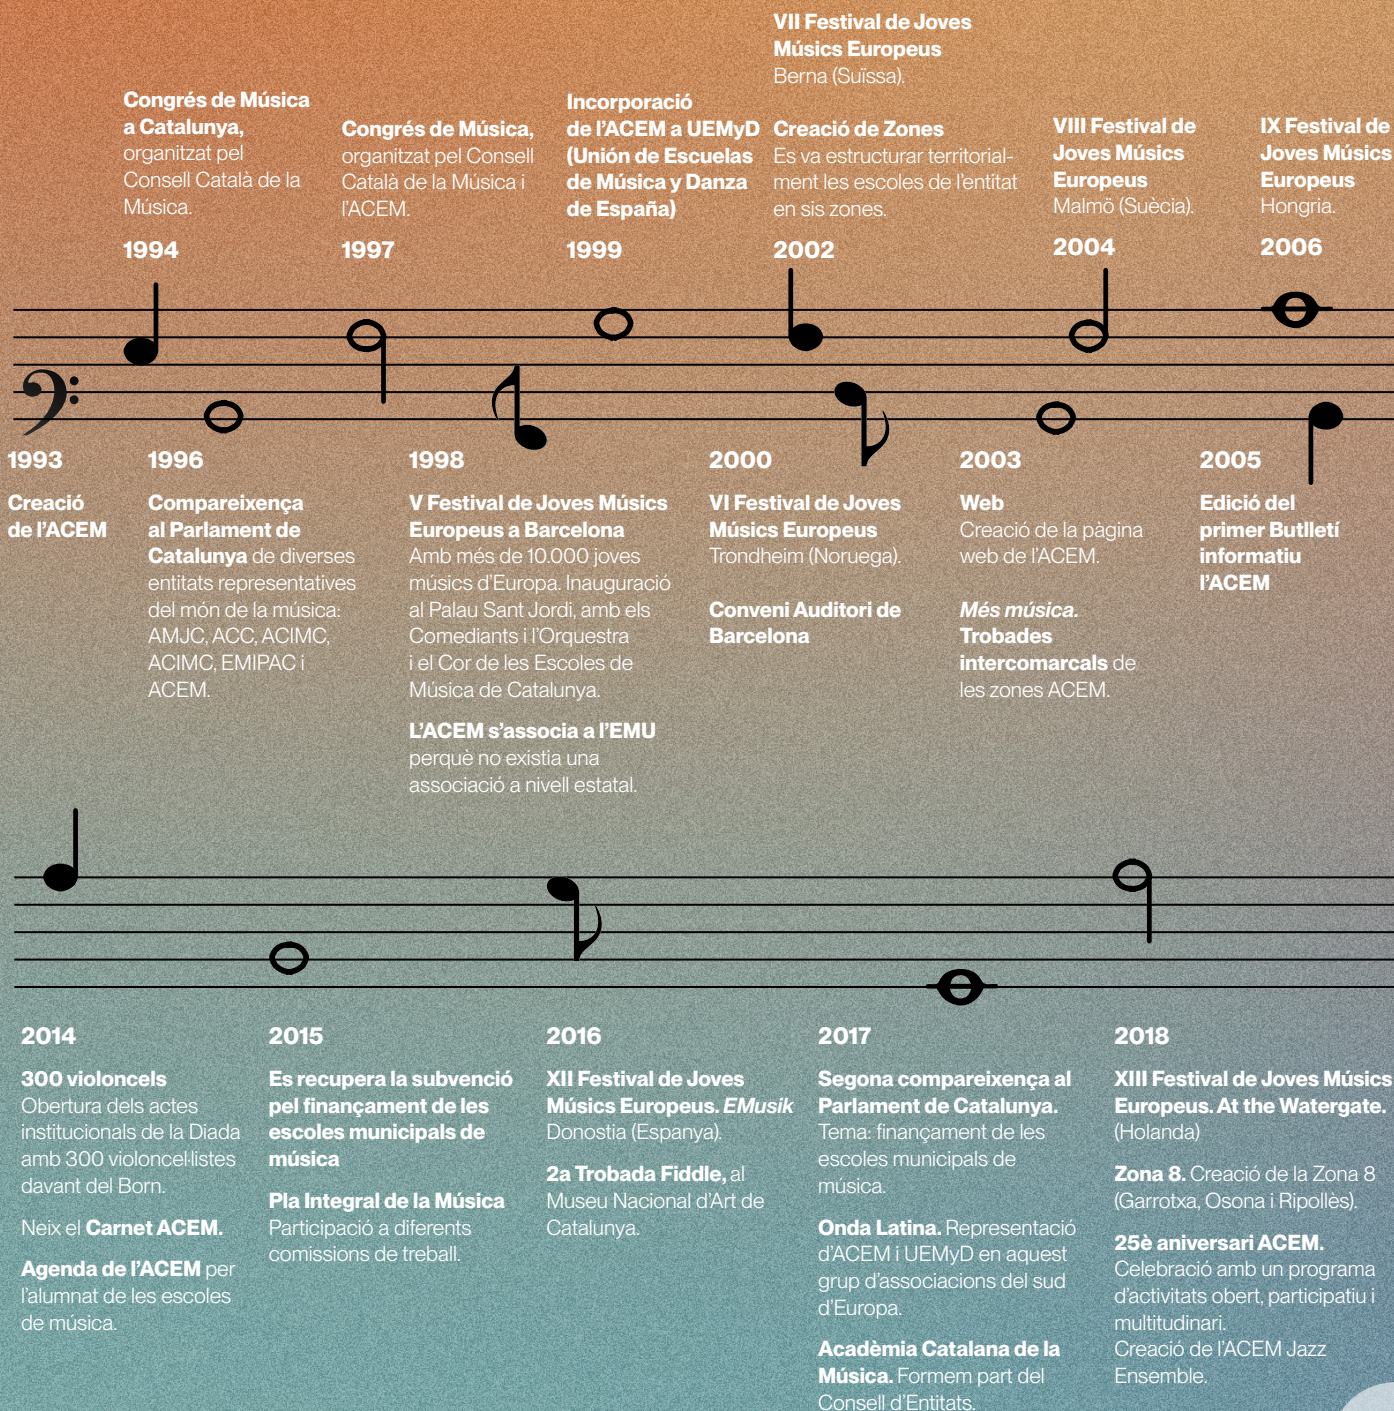 Congrés de Música
a Catalunya,
organitzat pel
Consell Català de la
Música.
1994
Congrés de Música,
organitzat pel Consell
Català de la Música i
l’ACEM.
1997
Incorporació
de l’ACEM a UEMyD
(Unión de Escuelas
de Música y Danza
de España)
1999
VII Festival de Joves
Músics Europeus
Berna (Suïssa).
Creació de Zones
Es va estructurar territorial-
ment les escoles de l’entitat
en sis zones.
2002
VIII Festival de
Joves Músics
Europeus
Malmö (Suècia).
2004
IX Festival de
Joves Músics
Europeus
Hongria.
2006
1993
Creació
de l’ACEM
1996
Compareixença
al Parlament de
Catalunya de diverses
entitats representatives
del món de la música:
AMJC, ACC, ACIMC,
ACIMC, EMIPAC i
ACEM.
1998
V Festival de Joves Músics
Europeus a Barcelona
Amb més de 10.000 joves
músics d’Europa. Inauguració
al Palau Sant Jordi, amb els
Comediants i l’Orquestra
i el Cor de les Escoles de
Música de Catalunya.
L’ACEM s’associa a l’EMU
perquè no existia una
associació a nivell estatal.
2000
VI Festival de Joves
Músics Europeus
Trondheim (Noruega).
Conveni Auditori de
Barcelona
2003
Web
Creació de la pàgina
web de l’ACEM.
Més música.
Trobades
intercomarcals de
les zones ACEM.
2005
Edició del
primer Butlletí
informatiu
l’ACEM
2014
300 violoncels
Obertura dels actes
institucionals de la Diada
amb 300 violoncel·listes
davant del Born.
Neix el Carnet ACEM.
Agenda de l’ACEM per
l’alumnat de les escoles
de música.
2015
Es recupera la subvenció
pel finançament de les
escoles municipals de
música
Pla Integral de la Música
Participació a diferents
comissions de treball.
2016
XII Festival de Joves
Músics Europeus. EMusik
Donostia (Espanya).
2a Trobada Fiddle, al
Museu Nacional d’Art de
Catalunya.
2017
Segona compareixença al
Parlament de Catalunya.
Tema: finançament de les
escoles municipals de
música.
Onda Latina. Representació
d’ACEM i UEMyD en aquest
grup d’associacions del sud
d’Europa.
Acadèmia Catalana de la
Música. Formem part del
Consell d’Entitats.
2018
XIII Festival de Joves Músics
Europeus. At the Watergate.
(Holanda)
Zona 8. Creació de la Zona 8
(Garrotxa, Osona i Ripollès).
25è aniversari ACEM.
Celebració amb un programa
d’activitats obert, participatiu i
multitudinari.
Creació de l’ACEM Jazz
Ensemble.